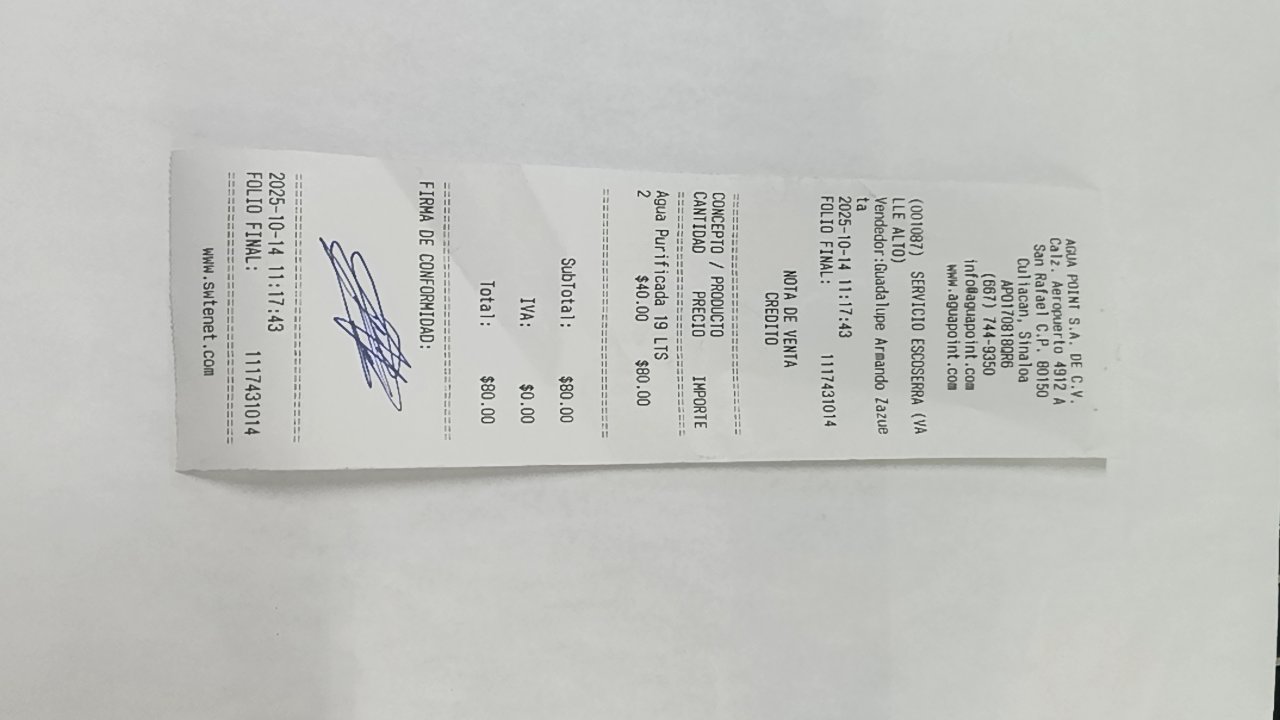 AGUA POINT S.A. DE C.V.
Calz. Aeropuerto 4912 A
San Rafael C.P. 80150
Culiacan, Sinaloa
APO170818QR6
(667) 744-9350
info@aguapoint.com
www.aguapoint.com
(001087) SERVICIO ESCOSERRA (VA
LLE ALTO)
Vendedor:Guadalupe Armando Zazue
ta
2025-10-14 11:17:43
FOLIO FINAL: 1117431014
NOTA DE VENTA
CREDITO
================================
CONCEPTO / PRODUCTO
CANTIDAD PRECIO IMPORTE
================================
Agua Purificada 19 LTS
2 $40.00 $80.00
================================
SubTotal: $80.00
IVA: $0.00
Total: $80.00
================================
FIRMA DE CONFORMIDAD:
================================
2025-10-14 11:17:43
FOLIO FINAL: 1117431014
================================
www.swtenet.com